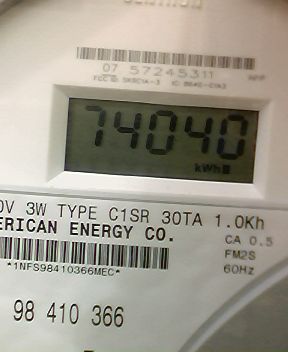 07 57245311
74040
kWh
0V 3W TYPE C1SR 30TA 1.0Kh
ERICAN ENERGY CO.
CA 0.5
FM2S
*1NFS98410366MEC*
60Hz
98 410 366